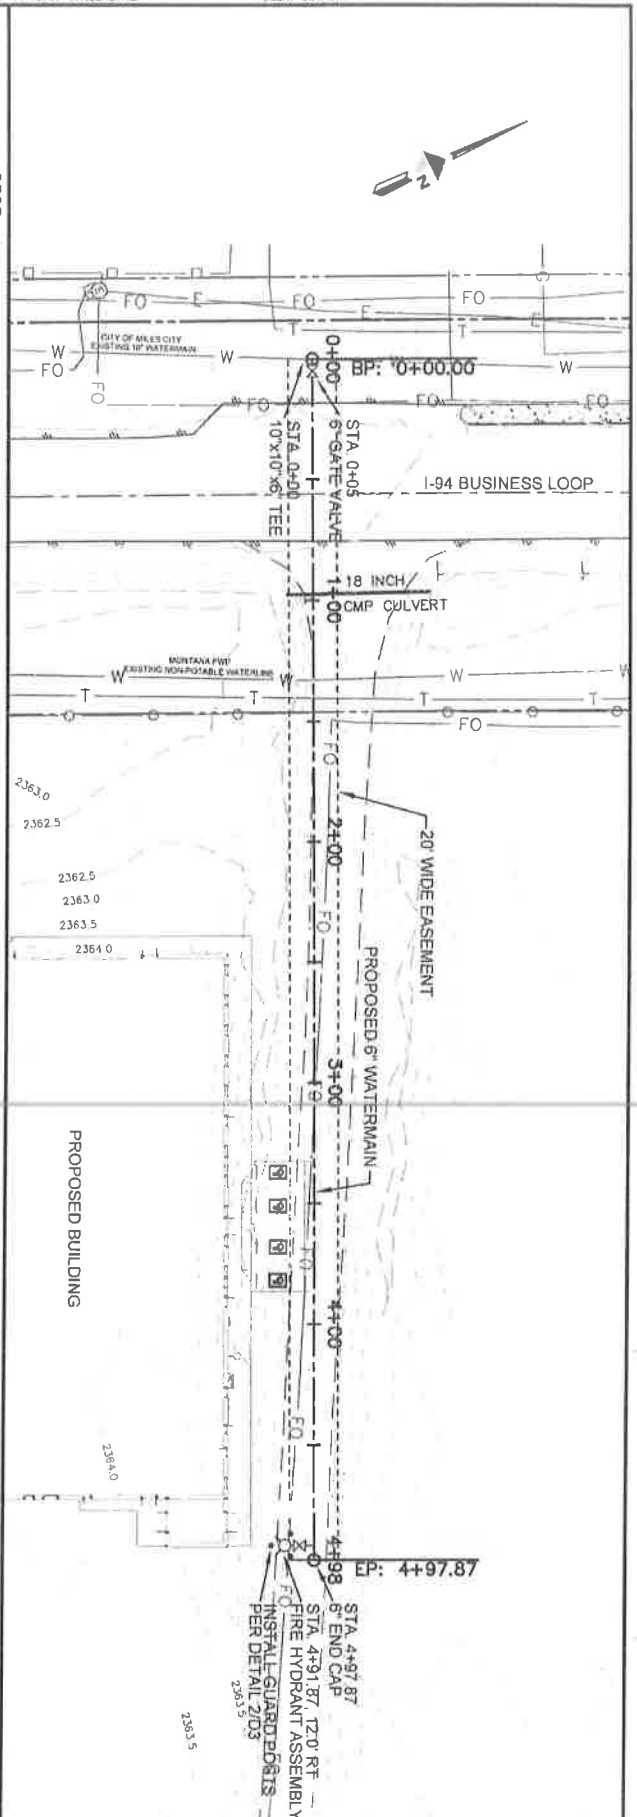 N
G
FO
E
FO
FO
E
T
T
CITY OF MILES CITY
EXISTING 10" WATERMAIN
W
W
W
FO
FO
FO
FO
FO
0+00
BP: 0+00.00
STA. 0+05
6" GATE VALVE
STA. 0+00
10"x10"x6" TEE
I-94 BUSINESS LOOP
1+00
18 INCH
CMP CULVERT
MONTANA FWP
EXISTING NON-POTABLE WATERLINE
W
W
W
W
T
T
T
T
FO
FO
2363.0
2362.5
2+00
20' WIDE EASEMENT
2362.5
2363.0
2363.5
2364.0
FO
PROPOSED 6" WATERMAIN
3+00
FO
PROPOSED BUILDING
FO
4+00
FO
2364.0
4+98
EP: 4+97.87
STA. 4+97.87
6" END CAP
STA. 4+91.87, 12.0' RT
FIRE HYDRANT ASSEMBLY
INSTALL GUARD POSTS
PER DETAIL 2/D3
FO
2363.5
2363.5